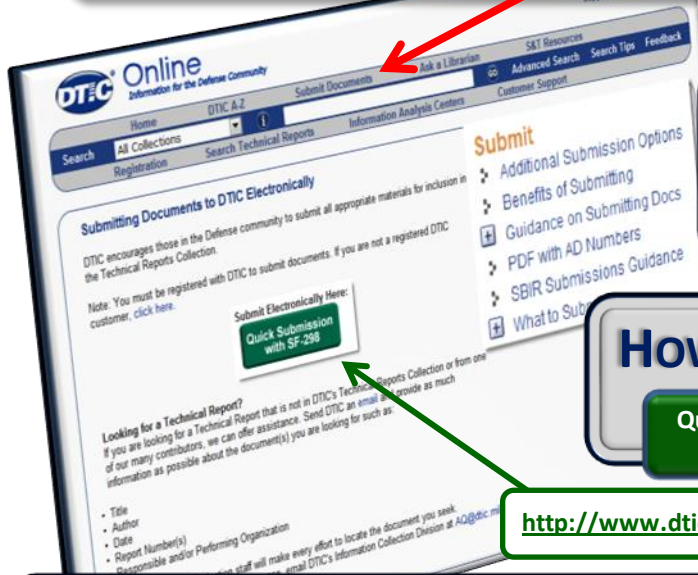 DTIC® Online
Information for the Defense Community
Home DTIC A-Z Submit Documents Ask a Librarian S&T Resources
Search All Collections GO Advanced Search Search Tips Feedback
Registration Search Technical Reports Information Analysis Centers Customer Support
Submitting Documents to DTIC Electronically
DTIC encourages those in the Defense community to submit all appropriate materials for inclusion in
the Technical Reports Collection.
Note: You must be registered with DTIC to submit documents. If you are not a registered DTIC
customer, click here.
Submit Electronically Here:
Quick Submission
with SF-298
Looking for a Technical Report?
If you are looking for a Technical Report that is not in DTIC's Technical Reports Collection or from one
of our many contributors, we can offer assistance. Send DTIC an email and provide as much
information as possible about the document(s) you are looking for such as:
• Title
• Author
• Date
• Report Number(s)
• Responsible and/or Performing Organization
staff will make every effort to locate the document you seek.
email DTIC's Information Collection Division at AQ@dtic.mi
Submit
Additional Submission Options
Benefits of Submitting
Guidance on Submitting Docs
PDF with AD Numbers
SBIR Submissions Guidance
What to Sub
HOW
Qu
http://www.dti